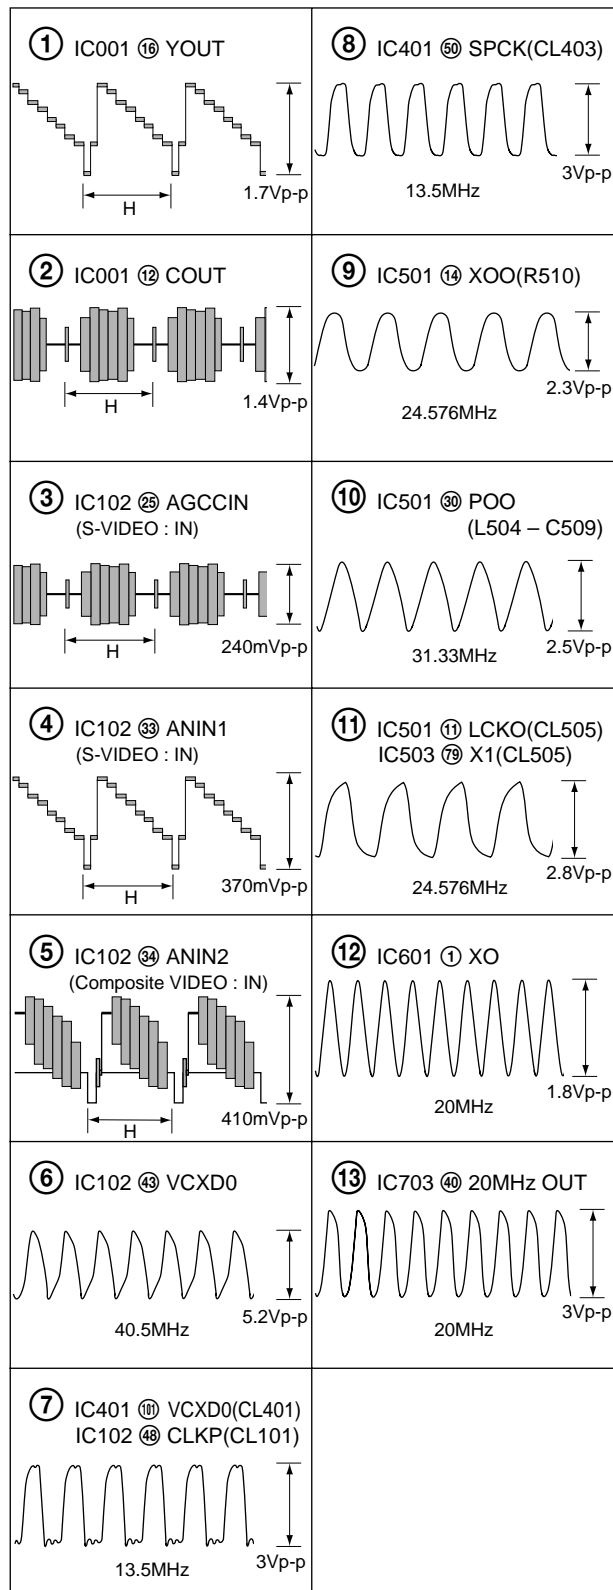 ① IC001 ⑯ YOUT
1.7Vp-p
H
② IC001 ⑫ COUT
1.4Vp-p
H
③ IC102 ㉕ AGCCIN
(S-VIDEO : IN)
H
240mVp-p
④ IC102 ㉝ ANIN1
(S-VIDEO : IN)
370mVp-p
H
⑤ IC102 ㉞ ANIN2
(Composite VIDEO : IN)
410mVp-p
H
⑥ IC102 ㊸ VCXD0
5.2Vp-p
40.5MHz
⑦ IC401 (101) VCXD0(CL401)
IC102 ㊽ CLKP(CL101)
3Vp-p
13.5MHz
⑧ IC401 ㊿ SPCK(CL403)
3Vp-p
13.5MHz
⑨ IC501 ⑭ XOO(R510)
2.3Vp-p
24.576MHz
⑩ IC501 ㉚ POO
(L504 – C509)
2.5Vp-p
31.33MHz
⑪ IC501 ⑪ LCKO(CL505)
IC503 (79) X1(CL505)
2.8Vp-p
24.576MHz
⑫ IC601 ① XO
1.8Vp-p
20MHz
⑬ IC703 ㊵ 20MHz OUT
3Vp-p
20MHz